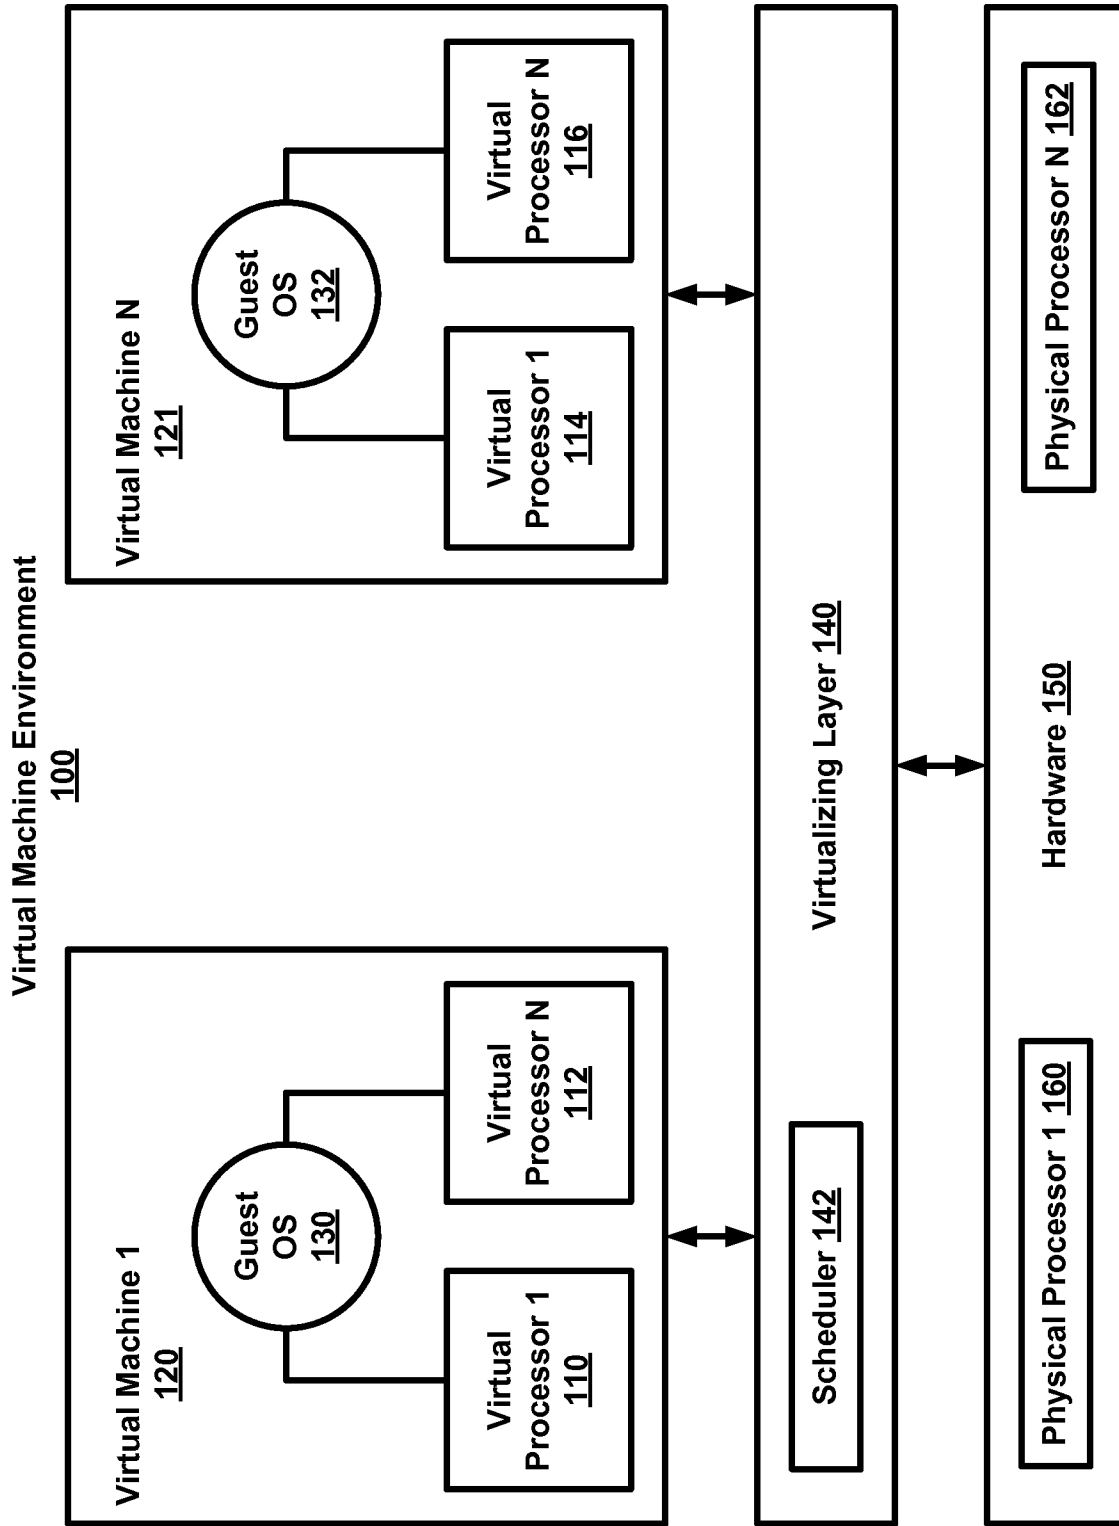 Virtual Machine Environment
100
Virtual Machine 1
120
Guest
OS
130
Virtual
Processor 1
110
Virtual
Processor N
112
Virtual Machine N
121
Guest
OS
132
Virtual
Processor 1
114
Virtual
Processor N
116
Scheduler 142
Virtualizing Layer 140
Physical Processor 1 160
Hardware 150
Physical Processor N 162